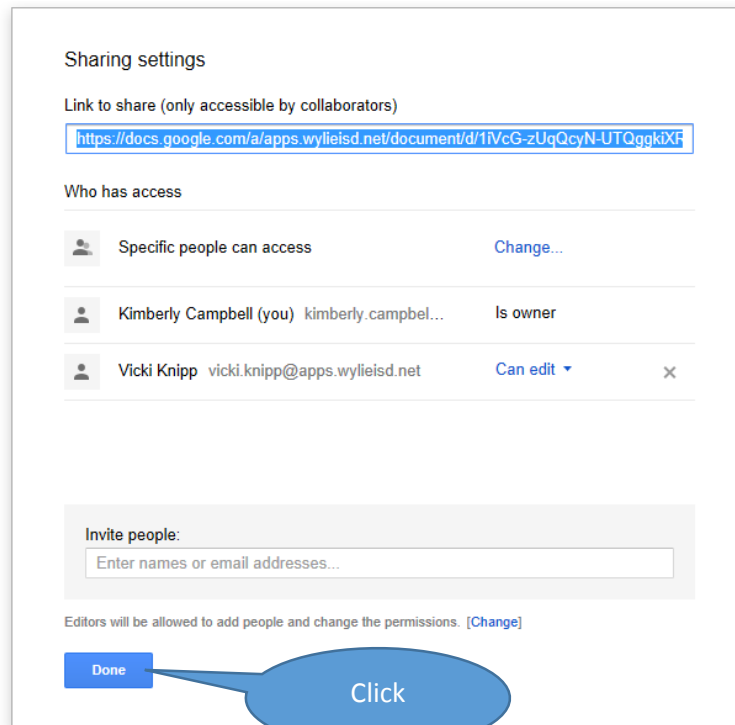 Sharing settings
Link to share (only accessible by collaborators)
https://docs.google.com/a/apps.wylieisd.net/document/d/1iVcG-zUqQcyN-UTQggkiXR
Who has access
Specific people can access Change...
Kimberly Campbell (you) kimberly.campbel... Is owner
Vicki Knipp vicki.knipp@apps.wylieisd.net Can edit
Invite people:
Enter names or email addresses...
Editors will be allowed to add people and change the permissions. [Change]
Done
Click